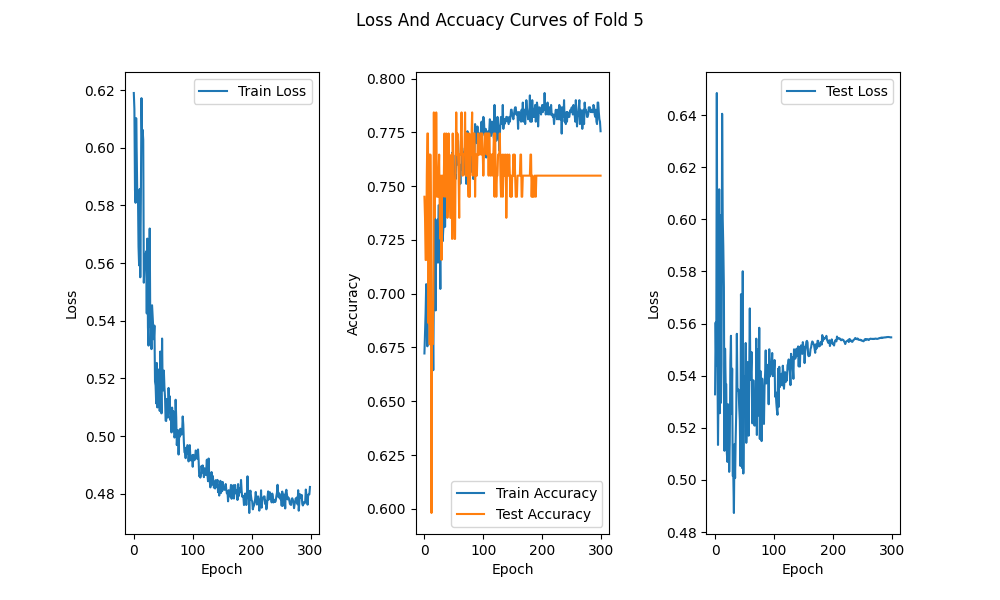 Loss And Accuacy Curves of Fold 5
Train Loss
0.62
0.60
0.58
0.56
0.54
0.52
0.50
0.48
Loss
0 100 200 300
Epoch
0.800
0.775
0.750
0.725
0.700
0.675
0.650
0.625
0.600
Accuracy
Train Accuracy
Test Accuracy
0 100 200 300
Epoch
Test Loss
0.64
0.62
0.60
0.58
0.56
0.54
0.52
0.50
0.48
Loss
0 100 200 300
Epoch